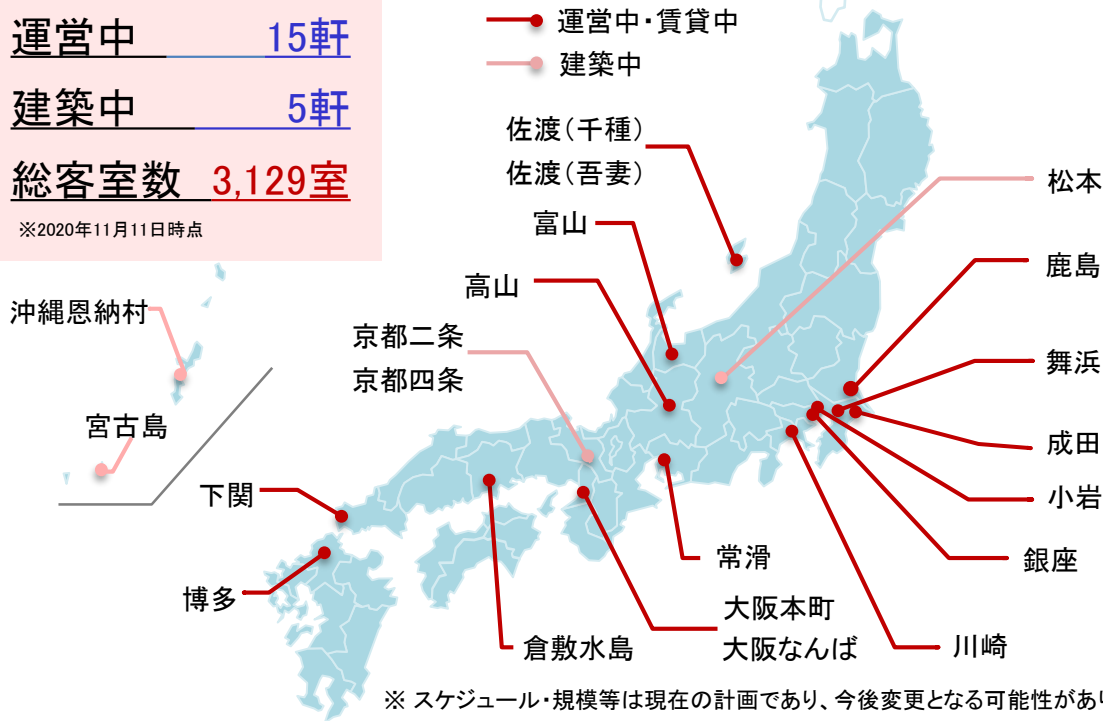 運営中 15軒
建築中 5軒
総客室数 3,129室
※2020年11月11日時点
運営中・賃貸中
建築中
佐渡(千種)
佐渡(吾妻)
富山
高山
京都二条
京都四条
松本
鹿島
舞浜
成田
小岩
銀座
川崎
沖縄恩納村
宮古島
下関
博多
倉敷水島
大阪本町
大阪なんば
常滑
※ スケジュール・規模等は現在の計画であり、今後変更となる可能性があり